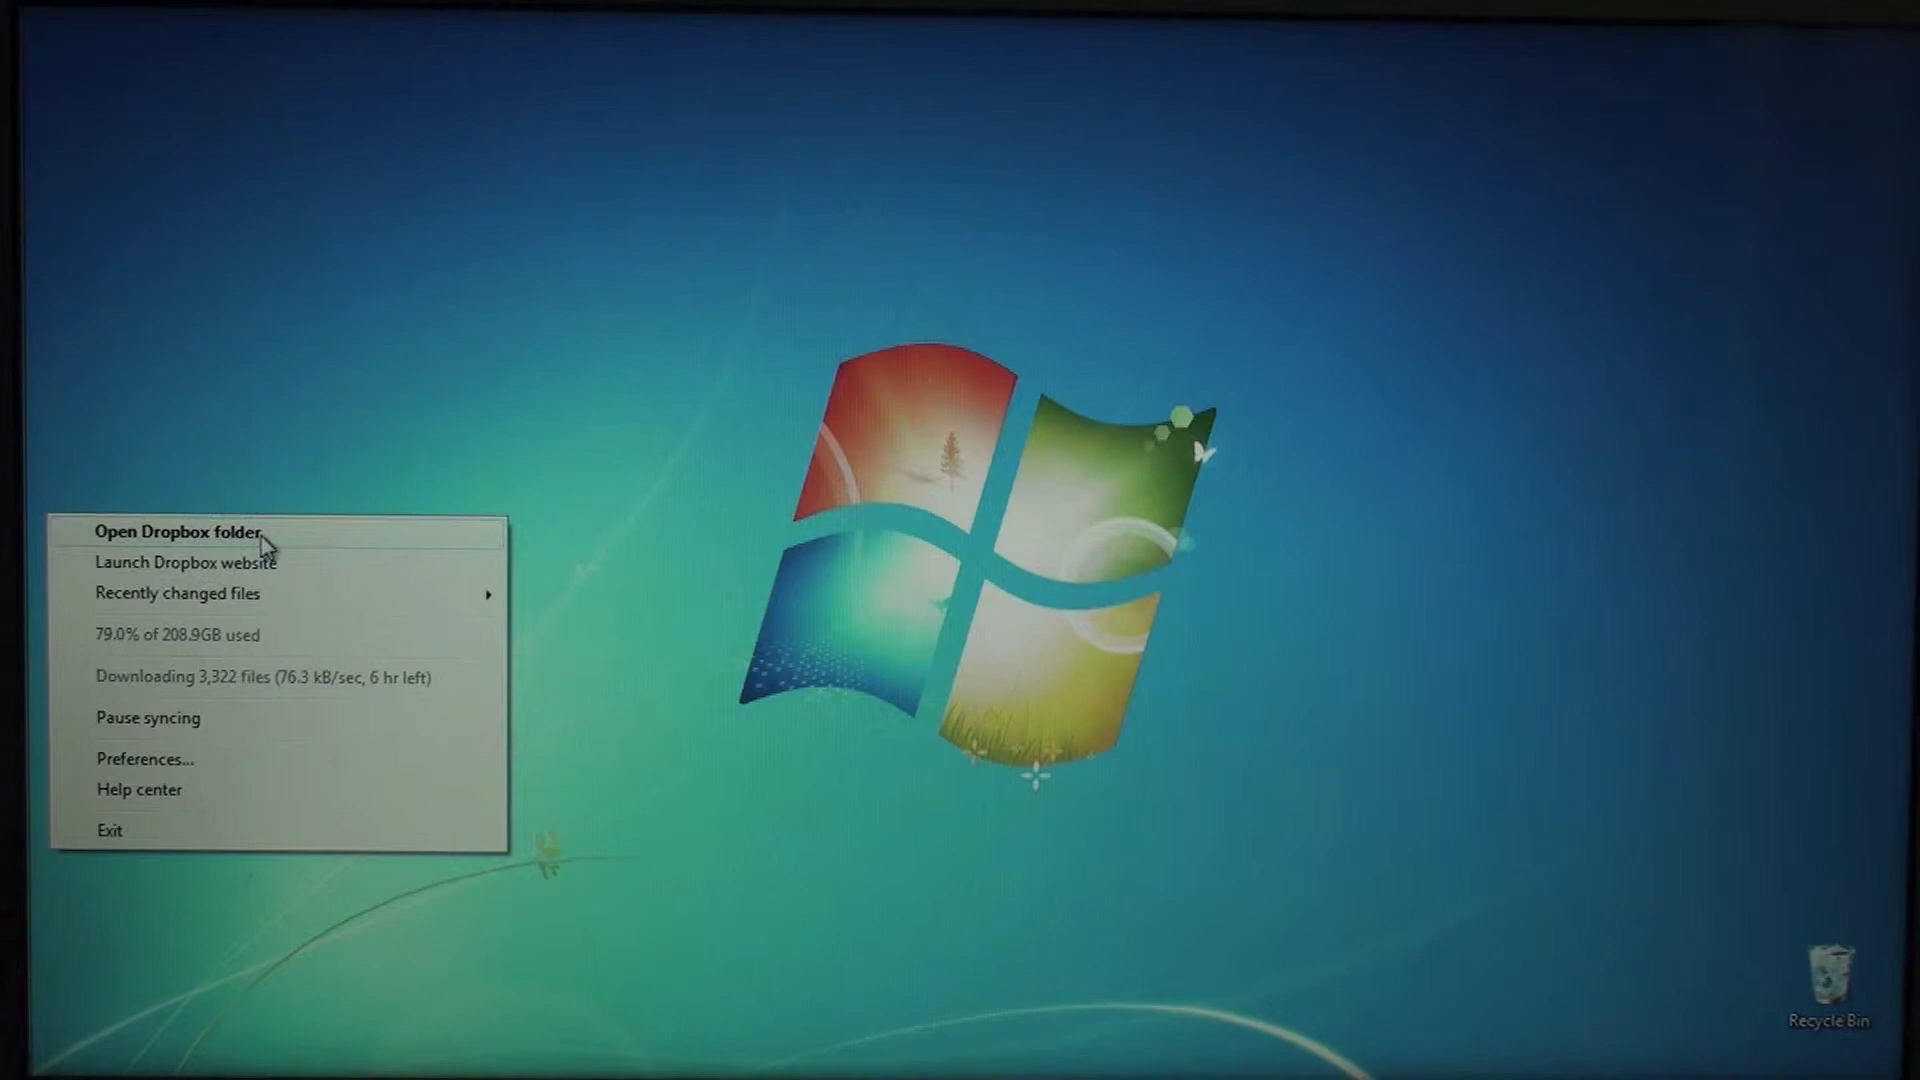 Open Dropbox folder
Launch Dropbox website
Recently changed files
79.0% of 208.9GB used
Downloading 3,322 files (76.3 kB/sec, 6 hr left)
Pause syncing
Preferences...
Help center
Exit
Recycle Bin